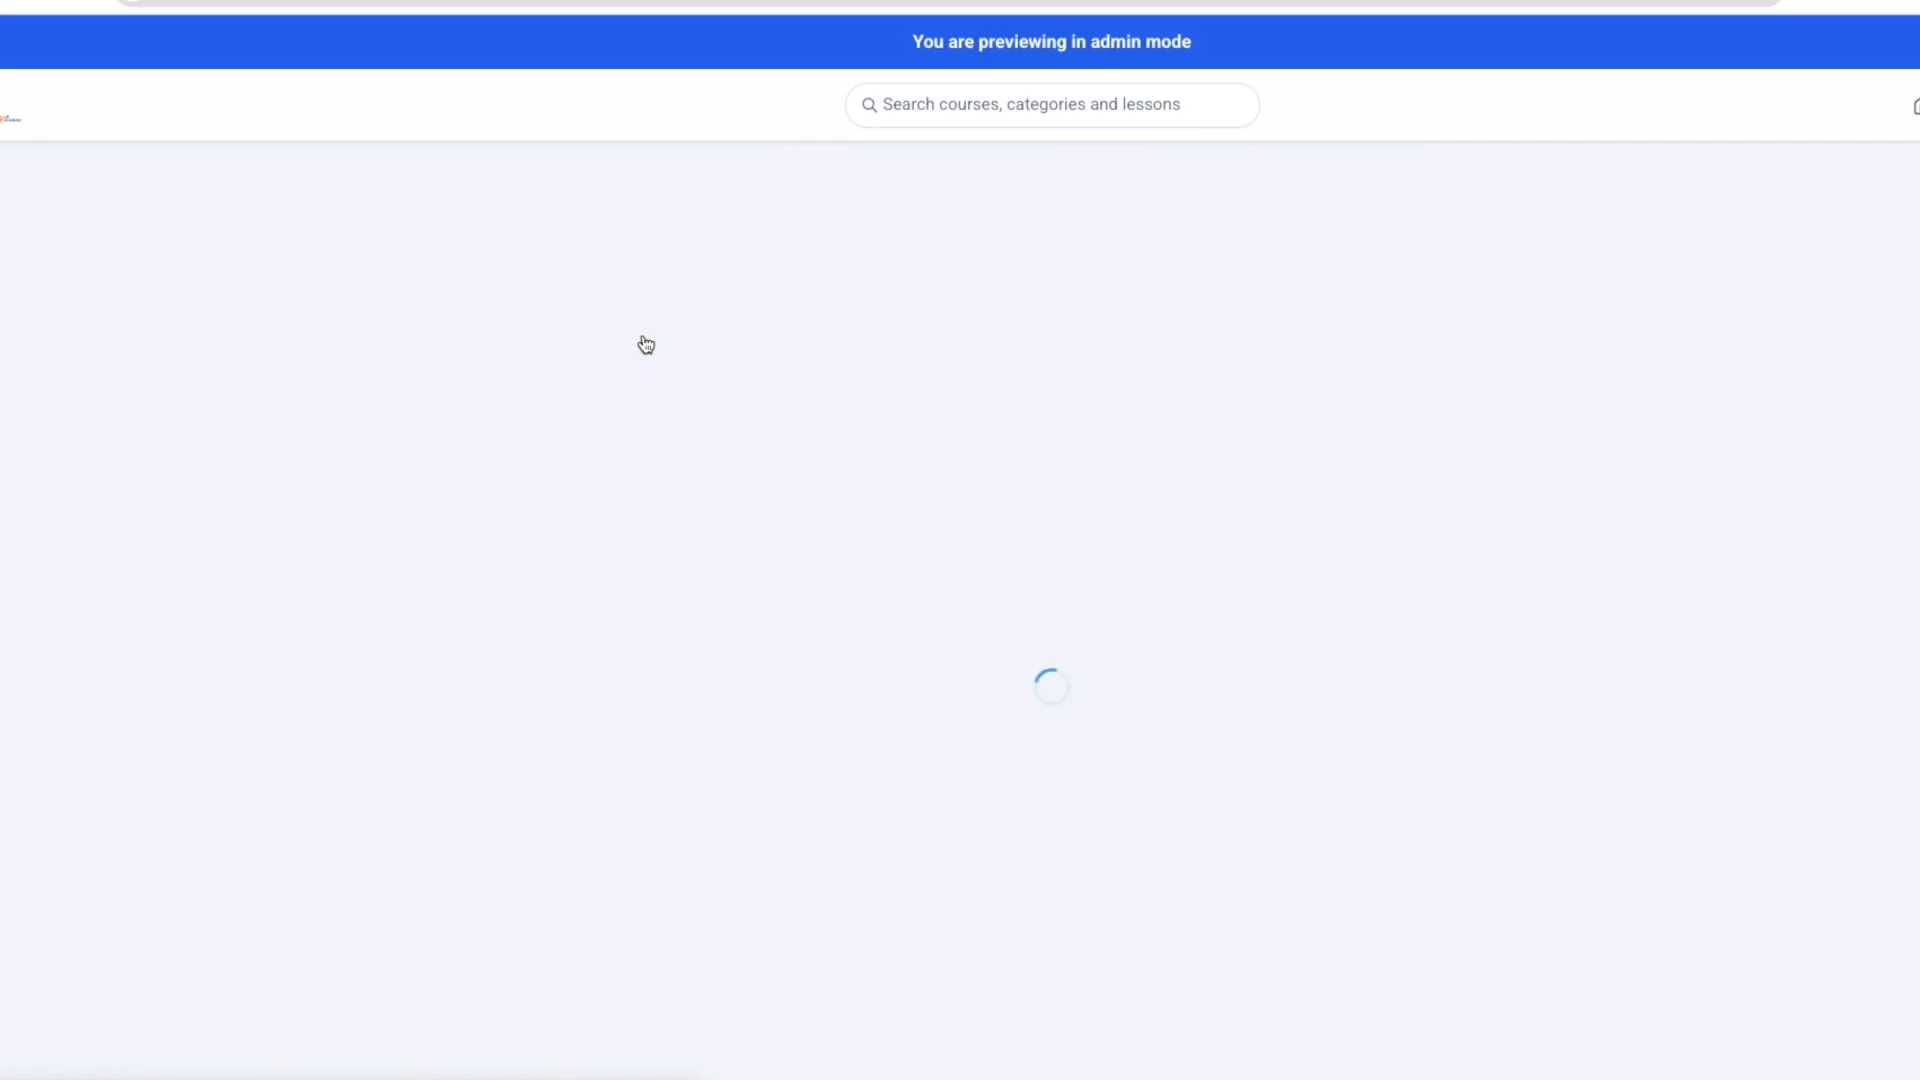 You are previewing in admin mode
Search courses, categories and lessons